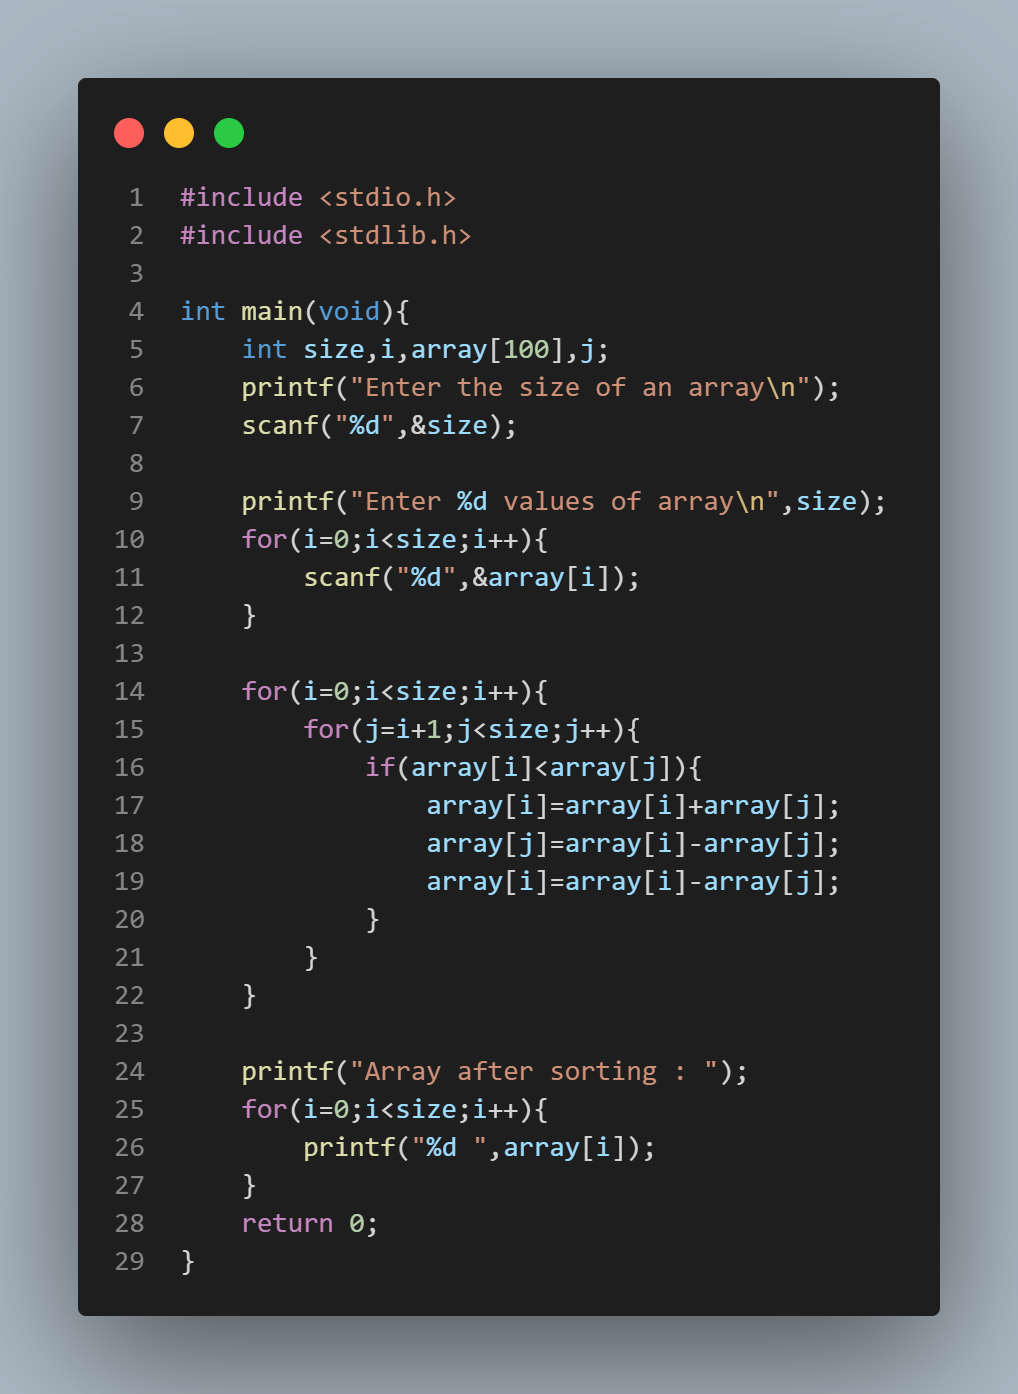 1 #include <stdio.h>
2 #include <stdlib.h>
3
4 int main(void){
5     int size,i,array[100],j;
6     printf("Enter the size of an array\n");
7     scanf("%d",&size);
8
9     printf("Enter %d values of array\n",size);
10     for(i=0;i<size;i++){
11         scanf("%d",&array[i]);
12     }
13
14     for(i=0;i<size;i++){
15         for(j=i+1;j<size;j++){
16             if(array[i]<array[j]){
17                 array[i]=array[i]+array[j];
18                 array[j]=array[i]-array[j];
19                 array[i]=array[i]-array[j];
20             }
21         }
22     }
23
24     printf("Array after sorting : ");
25     for(i=0;i<size;i++){
26         printf("%d ",array[i]);
27     }
28     return 0;
29 }